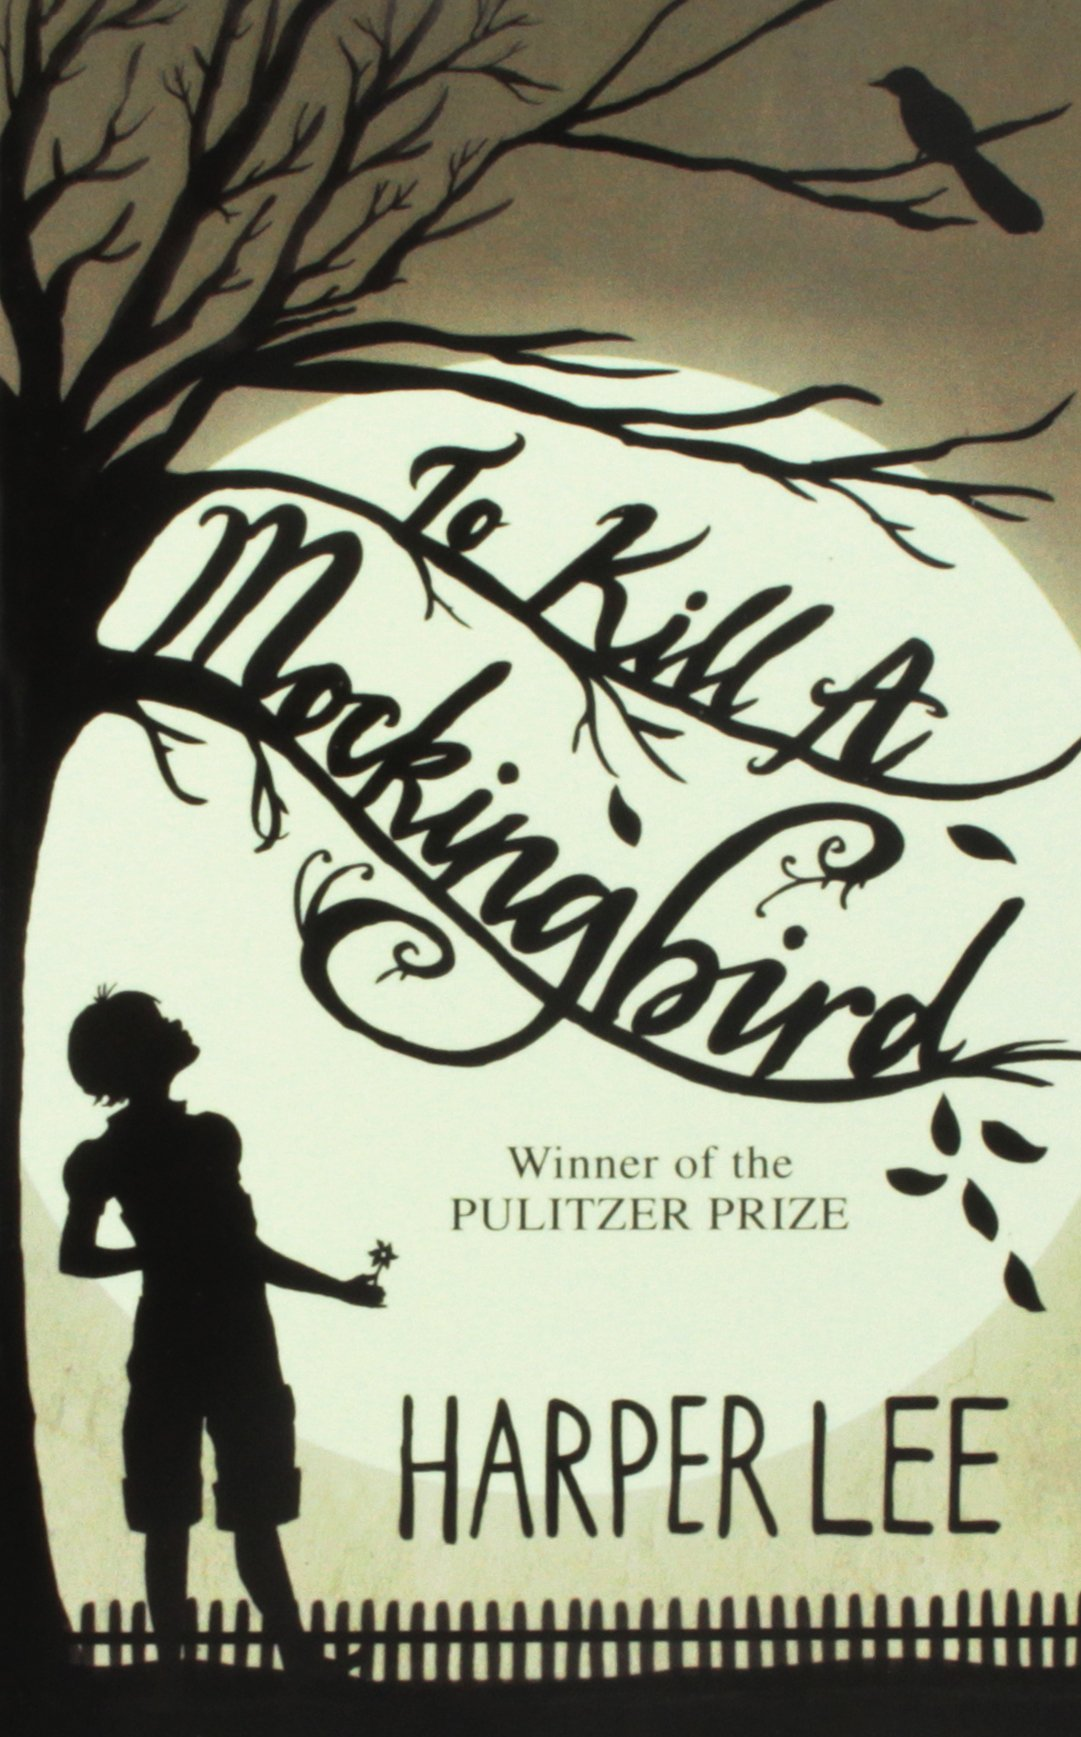 To Kill A
Mockingbird
Winner of the
PULITZER PRIZE
HARPER LEE